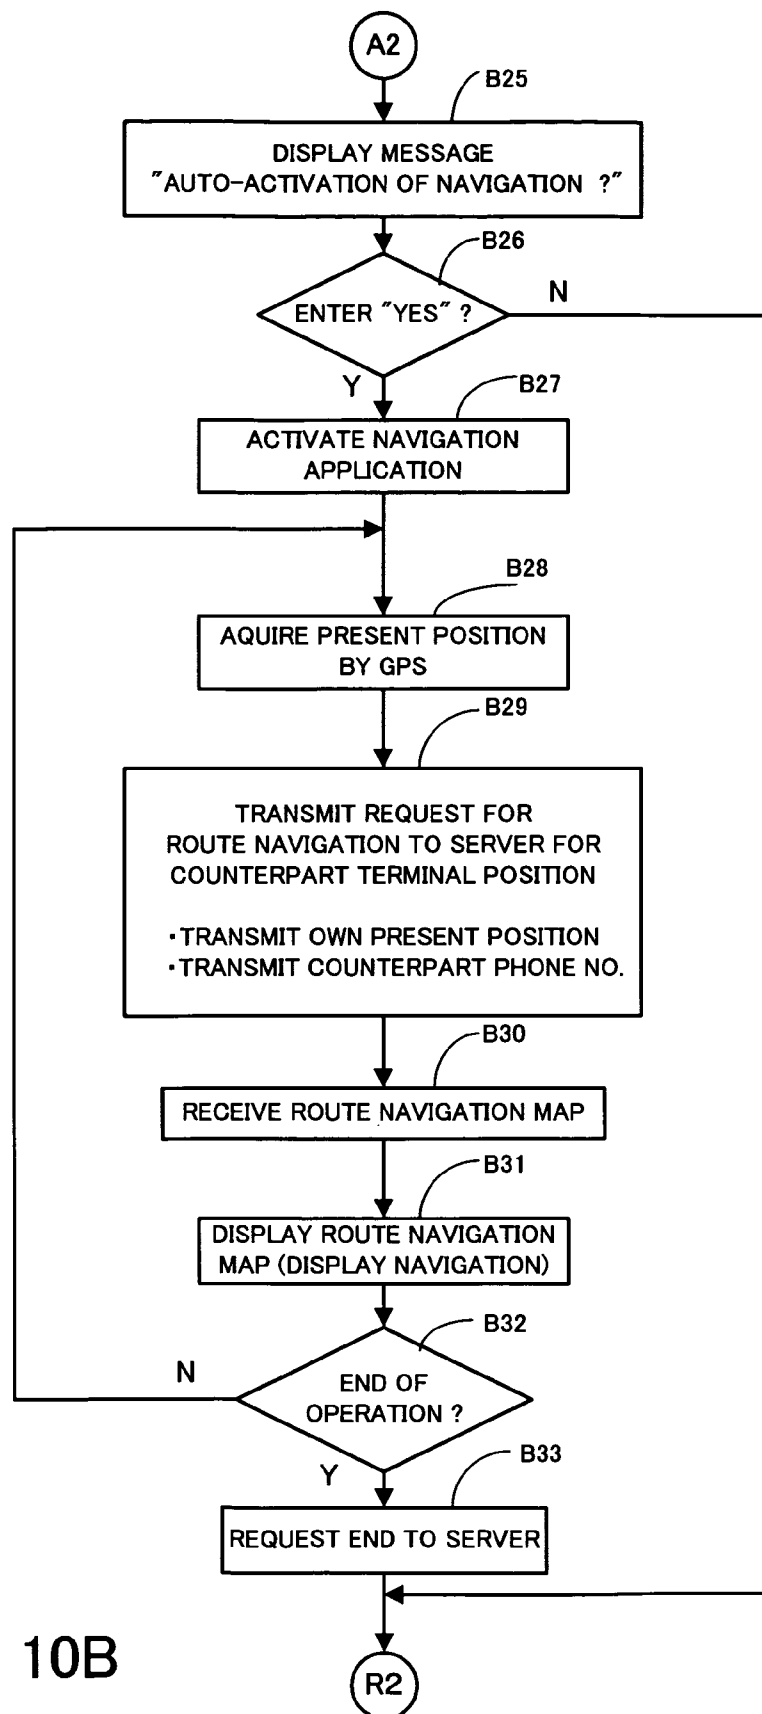 A2
B25
DISPLAY MESSAGE
"AUTO-ACTIVATION OF NAVIGATION ?"
B26
ENTER "YES" ?
N
Y
B27
ACTIVATE NAVIGATION
APPLICATION
B28
AQUIRE PRESENT POSITION
BY GPS
B29
TRANSMIT REQUEST FOR
ROUTE NAVIGATION TO SERVER FOR
COUNTERPART TERMINAL POSITION
・TRANSMIT OWN PRESENT POSITION
・TRANSMIT COUNTERPART PHONE NO.
B30
RECEIVE ROUTE NAVIGATION MAP
B31
DISPLAY ROUTE NAVIGATION
MAP (DISPLAY NAVIGATION)
B32
N
END OF
OPERATION ?
Y
B33
REQUEST END TO SERVER
10B
R2